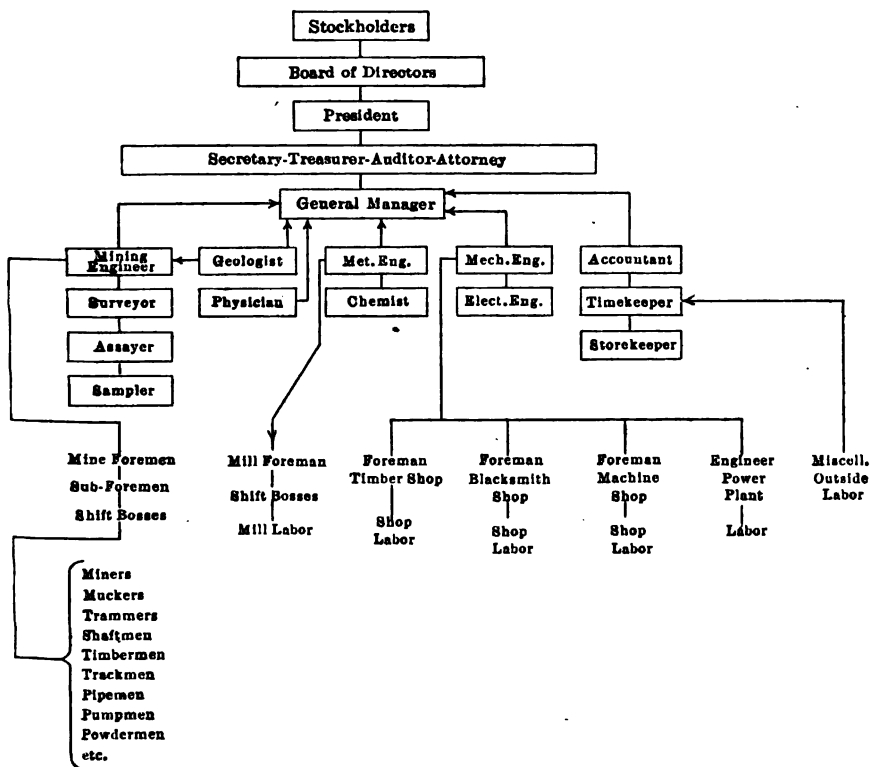 Stockholders
Board of Directors
President
Secretary-Treasurer-Auditor-Attorney
General Manager
Mining
Engineer
Geologist
Met. Eng.
Mech. Eng.
Accountant
Surveyor
Physician
Chemist
Elect. Eng.
Timekeeper
Assayer
Storekeeper
Sampler
Mine Foremen
Sub-Foremen
Shift Bosses
Mill Foreman
Shift Bosses
Mill Labor
Foreman
Timber Shop
Shop
Labor
Foreman
Blacksmith
Shop
Shop
Labor
Foreman
Machine
Shop
Shop
Labor
Engineer
Power
Plant
Labor
Miscell.
Outside
Labor
Miners
Muckers
Trammers
Shaftmen
Timbermen
Trackmen
Pipemen
Pumpmen
Powdermen
etc.